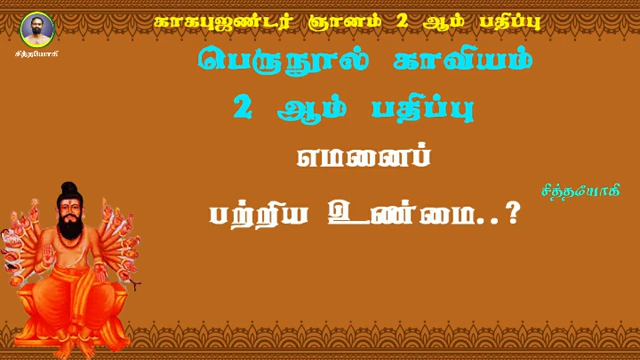 காகபுஜண்டர் ஞானம் 2 ஆம் பதிப்பு
சித்தயோகி
பெருநூல் காவியம்
2 ஆம் பதிப்பு
எமனைப்
சித்தயோகி
பற்றிய உண்மை..?